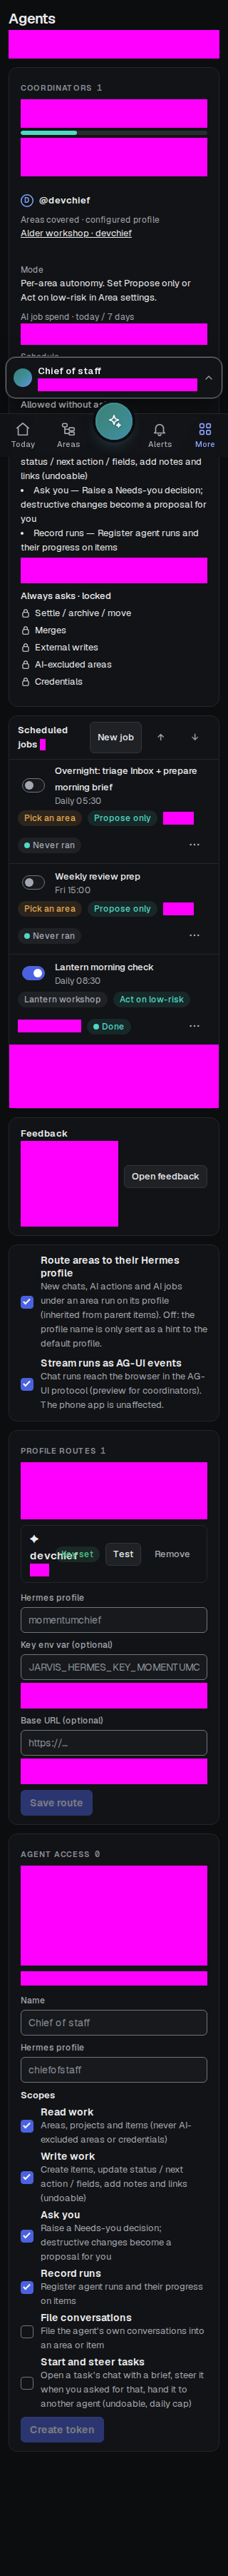 Agents
COORDINATORS 1
D @devchief
Areas covered · configured profile
Alder workshop · devchief
Mode
Per-area autonomy. Set Propose only or
Act on low-risk in Area settings.
AI job spend · today / 7 days
Chief of staff
Allowed without
Today
Areas
Alerts
More
status / next action / fields, add notes and
links (undoable)
• Ask you — Raise a Needs-you decision;
destructive changes become a proposal for
you
• Record runs — Register agent runs and
their progress on items
Always asks · locked
Settle / archive / move
Merges
External writes
AI-excluded areas
Credentials
Scheduled
jobs
New job
↑
↓
Overnight: triage Inbox + prepare
morning brief
Daily 05:30
Pick an area
Propose only
Never ran
···
Weekly review prep
Fri 15:00
Pick an area
Propose only
Never ran
···
Lantern morning check
Daily 08:30
Lantern workshop
Act on low-risk
Done
···
Feedback
Open feedback
Route areas to their Hermes
profile
New chats, AI actions and AI jobs
under an area run on its profile
(inherited from parent items). Off: the
profile name is only sent as a hint to the
default profile.
Stream runs as AG-UI events
Chat runs reach the browser in the AG-
UI protocol (preview for coordinators).
The phone app is unaffected.
PROFILE ROUTES 1
devchief
set
Test
Remove
Hermes profile
momentumchief
Key env var (optional)
JARVIS_HERMES_KEY_MOMENTUMC
Base URL (optional)
https://…
Save route
AGENT ACCESS 0
Name
Chief of staff
Hermes profile
chiefofstaff
Scopes
Read work
Areas, projects and items (never AI-
excluded areas or credentials)
Write work
Create items, update status / next
action / fields, add notes and links
(undoable)
Ask you
Raise a Needs-you decision;
destructive changes become a
proposal for you
Record runs
Register agent runs and their progress
on items
File conversations
File the agent's own conversations into
an area or item
Start and steer tasks
Open a task's chat with a brief, steer it
when you asked for that, hand it to
another agent (undoable, daily cap)
Create token